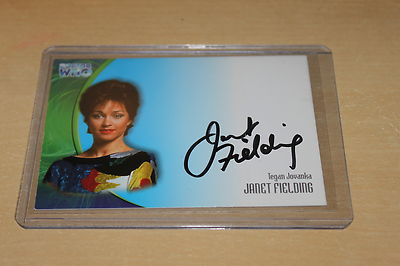 WHO
Janet
Fielding
Tegan Jovanka
JANET FIELDING